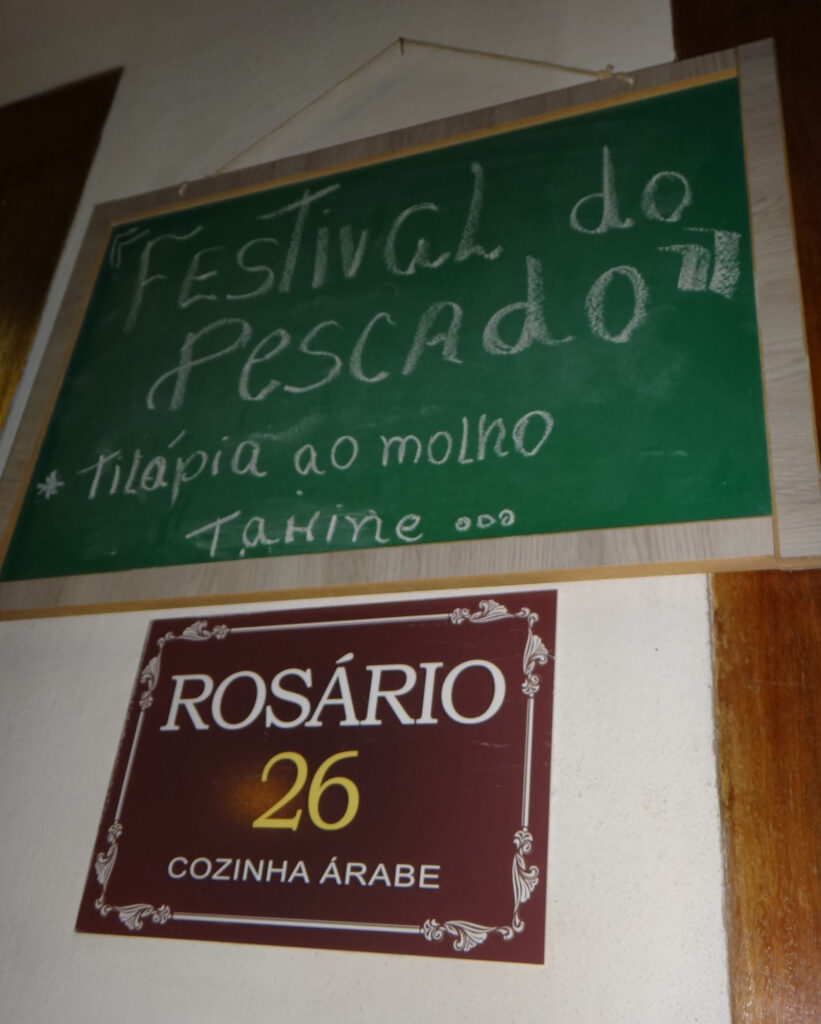 "FESTIVAL do
PESCADO"
* Tilápia ao molho
TAHine ...
ROSÁRIO
26
COZINHA ÁRABE